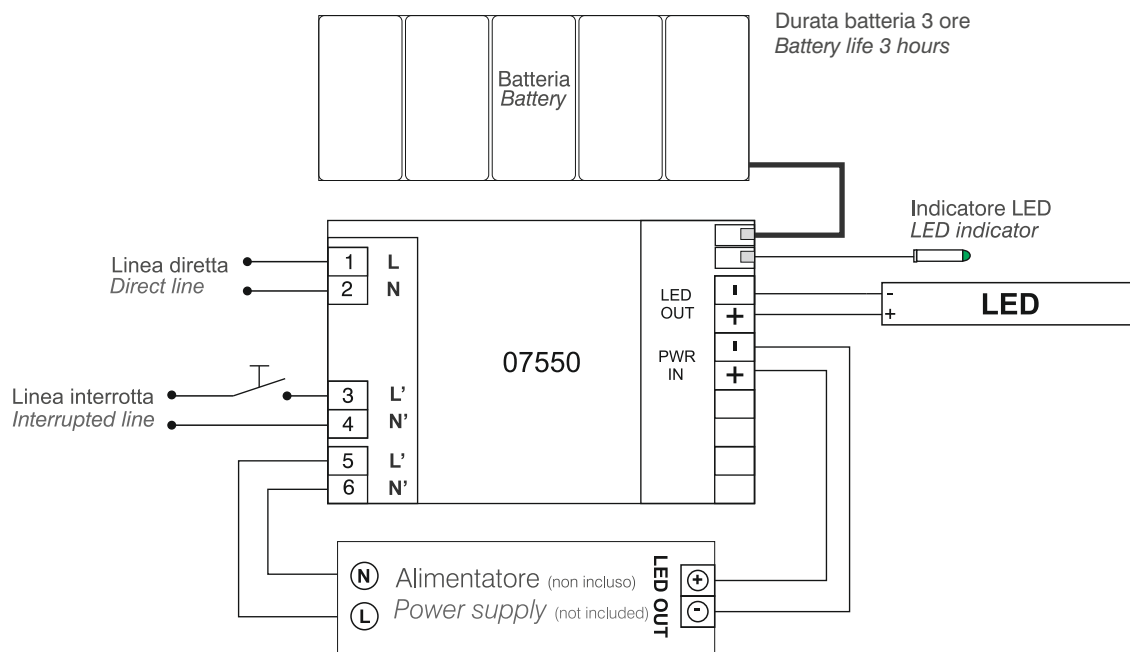 Durata batteria 3 ore
Battery life 3 hours
Batteria
Battery
Indicatore LED
LED indicator
Linea diretta
Direct line
1 L
2 N
LED
OUT
-
+
-
+
LED
PWR
IN
-
+
07550
Linea interrotta
Interrupted line
3 L'
4 N'
5 L'
6 N'
N Alimentatore (non incluso)
L Power supply (not included)
LED OUT
+
-